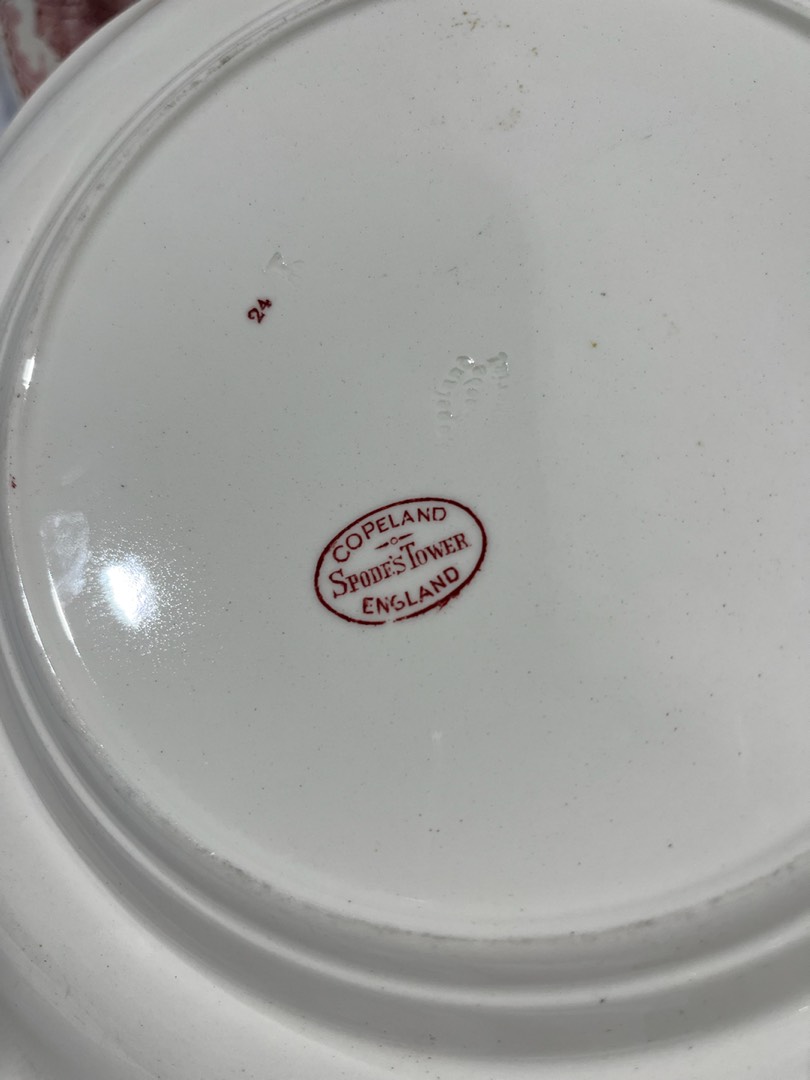 24
COPELAND
SPODE'S TOWER
ENGLAND